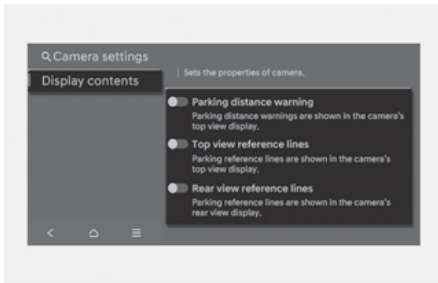 Camera settings
Display contents
Sets the properties of camera.
Parking distance warning
Parking distance warnings are shown in the camera's
top view display.
Top view reference lines
Parking reference lines are shown in the camera's
top view display.
Rear view reference lines
Parking reference lines are shown in the camera's
rear view display.